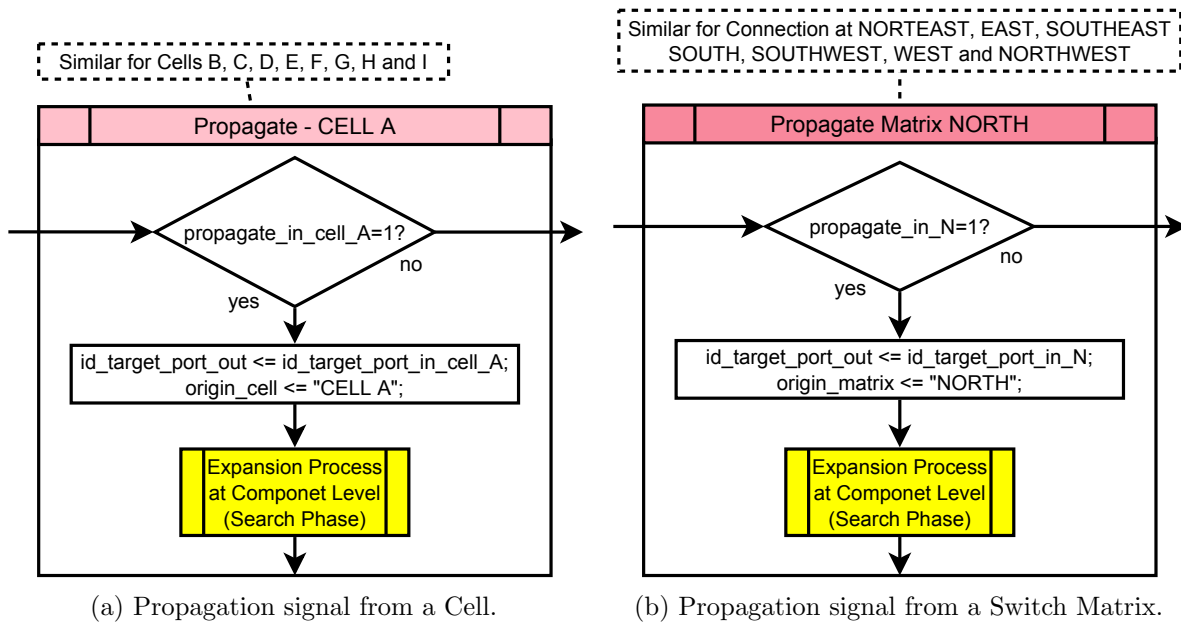 Similar for Cells B, C, D, E, F, G, H and I
Propagate - CELL A
propagate_in_cell_A=1?
no
yes
id_target_port_out <= id_target_port_in_cell_A;
origin_cell <= "CELL A";
Expansion Process
at Componet Level
(Search Phase)
(a) Propagation signal from a Cell.
Similar for Connection at NORTEAST, EAST, SOUTHEAST
SOUTH, SOUTHWEST, WEST and NORTHWEST
Propagate Matrix NORTH
propagate_in_N=1?
no
yes
id_target_port_out <= id_target_port_in_N;
origin_matrix <= "NORTH";
Expansion Process
at Componet Level
(Search Phase)
(b) Propagation signal from a Switch Matrix.